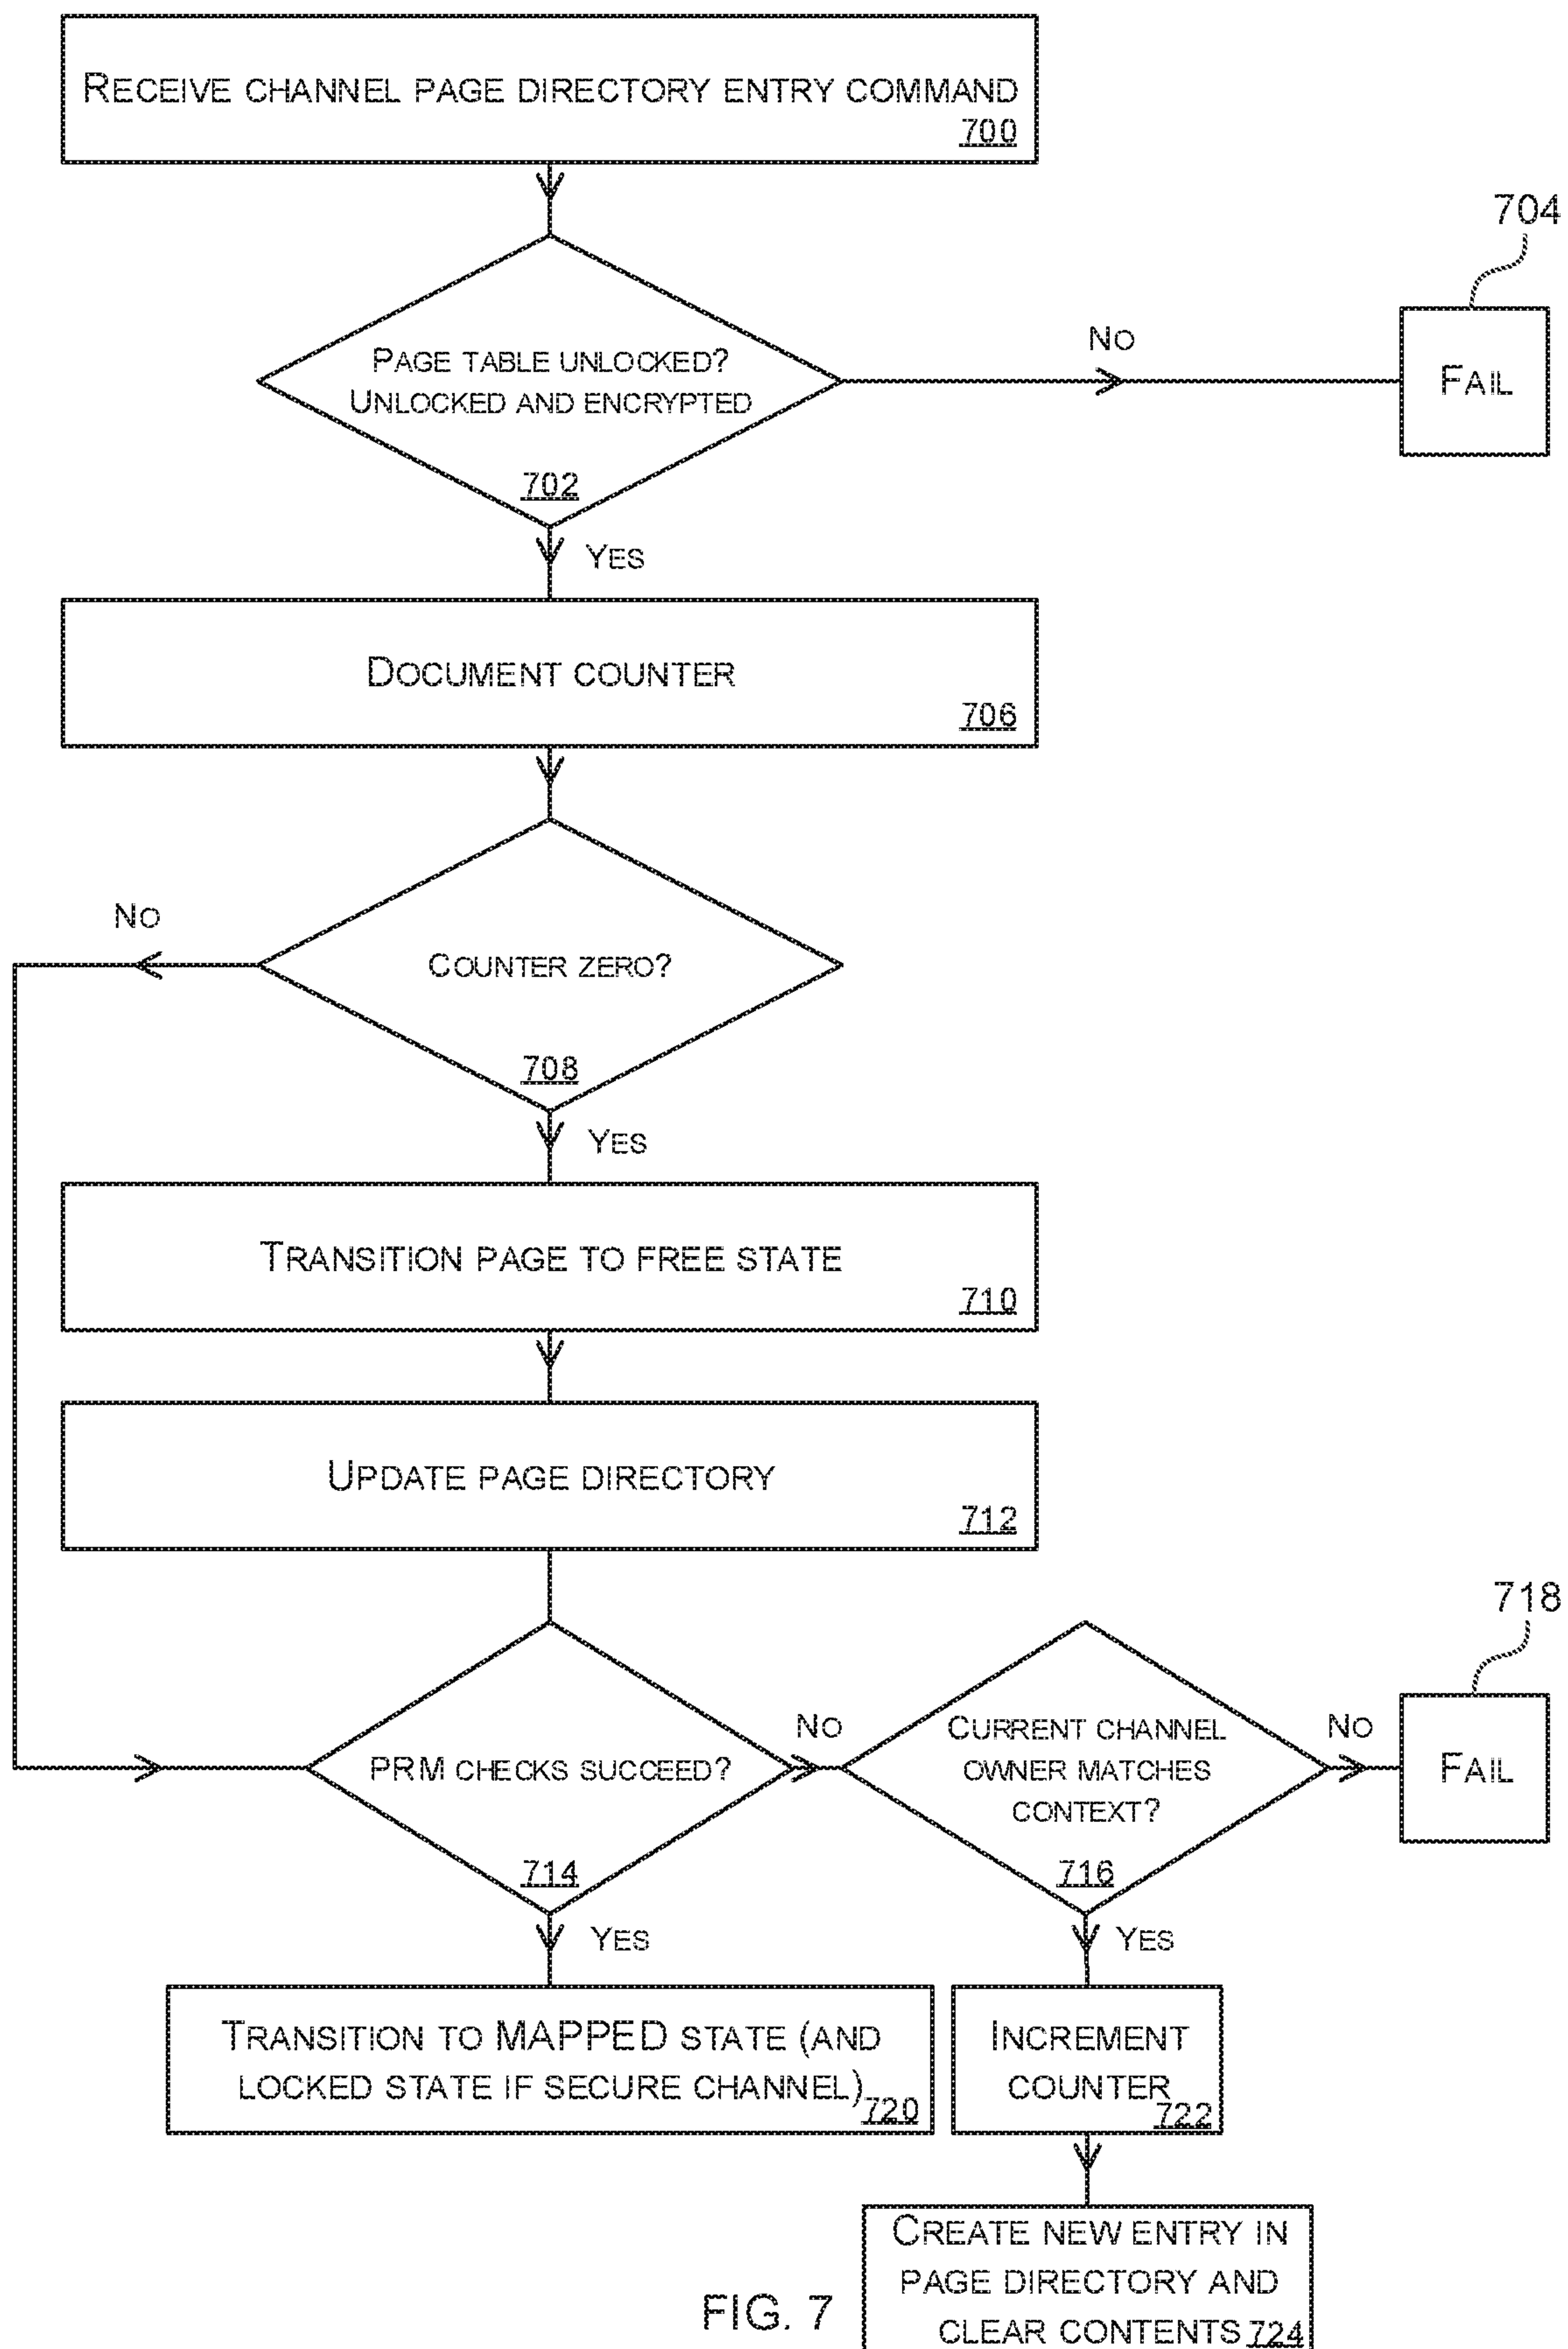 RECEIVE CHANNEL PAGE DIRECTORY ENTRY COMMAND
700
704
PAGE TABLE UNLOCKED?
UNLOCKED AND ENCRYPTED
702
NO
FAIL
YES
DOCUMENT COUNTER
706
NO
COUNTER ZERO?
708
YES
TRANSITION PAGE TO FREE STATE
710
UPDATE PAGE DIRECTORY
712
718
PRM CHECKS SUCCEED?
714
NO
CURRENT CHANNEL
OWNER MATCHES
CONTEXT?
716
NO
FAIL
YES
YES
TRANSITION TO MAPPED STATE (AND
LOCKED STATE IF SECURE CHANNEL)
720
INCREMENT
COUNTER
722
CREATE NEW ENTRY IN
PAGE DIRECTORY AND
CLEAR CONTENTS 724
FIG. 7